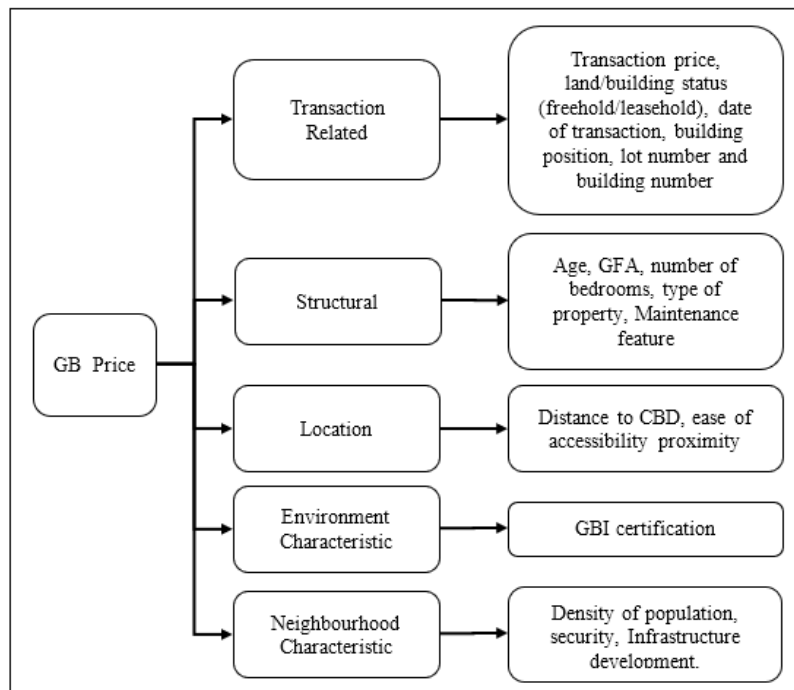 Transaction
Related
Transaction price,
land/building status
(freehold/leasehold), date
of transaction, building
position, lot number and
building number
Structural
Age, GFA, number of
bedrooms, type of
property, Maintenance
feature
GB Price
Location
Distance to CBD, ease of
accessibility proximity
Environment
Characteristic
GBI certification
Neighbourhood
Characteristic
Density of population,
security, Infrastructure
development.